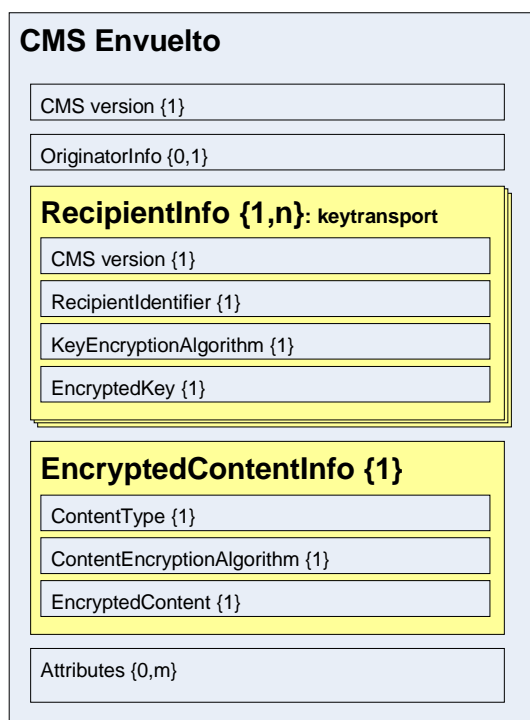 CMS Envuelto
CMS version {1}
OriginatorInfo {0,1}
RecipientInfo {1,n}: keytransport
CMS version {1}
RecipientIdentifier {1}
KeyEncryptionAlgorithm {1}
EncryptedKey {1}
EncryptedContentInfo {1}
ContentType {1}
ContentEncryptionAlgorithm {1}
EncryptedContent {1}
Attributes {0,m}